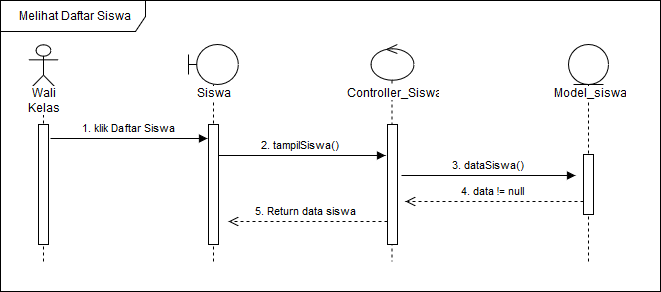 Melihat Daftar Siswa
Wali
Kelas
Siswa
Controller_Siswa
Model_siswa
1. klik Daftar Siswa
2. tampilSiswa()
3. dataSiswa()
4. data != null
5. Return data siswa